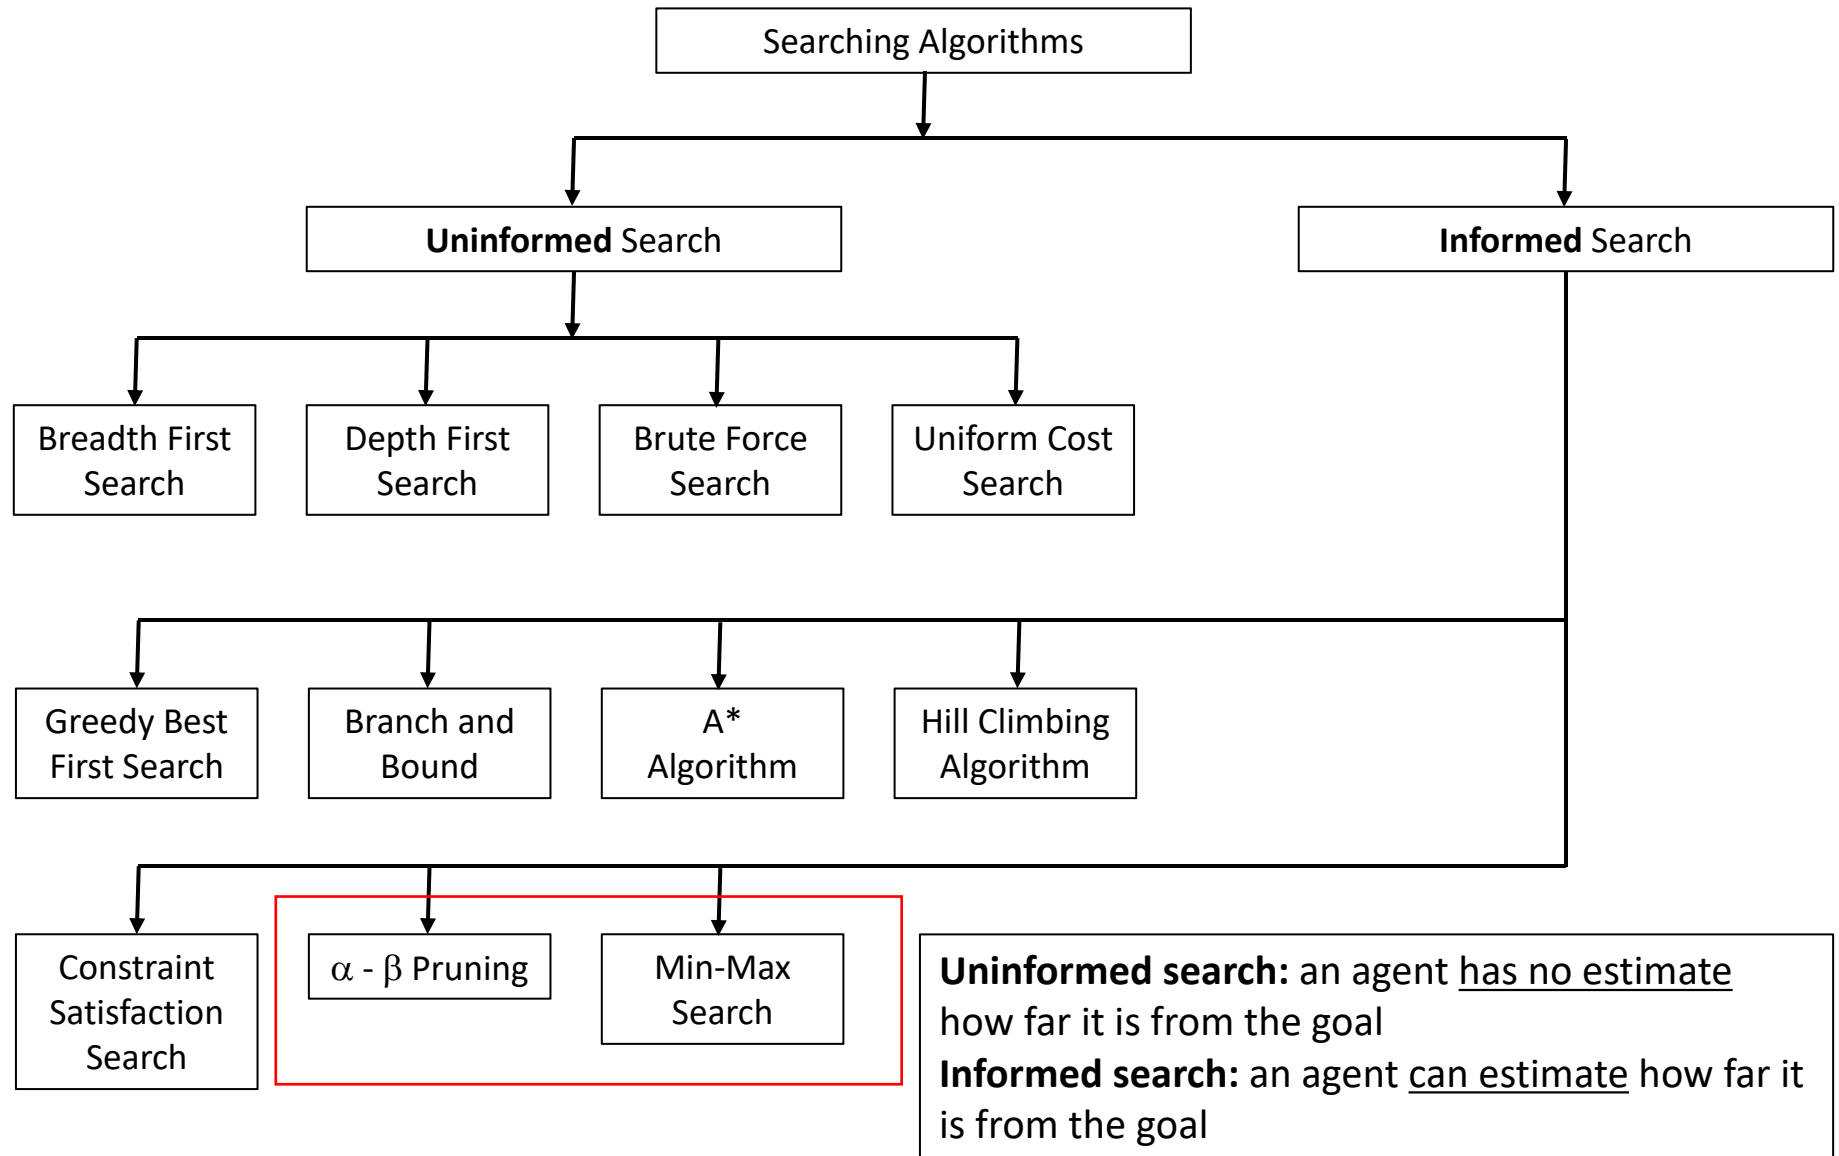 Searching Algorithms
Uninformed Search
Informed Search
Breadth First
Search
Depth First
Search
Brute Force
Search
Uniform Cost
Search
Greedy Best
First Search
Branch and
Bound
A*
Algorithm
Hill Climbing
Algorithm
Constraint
Satisfaction
Search
α - β Pruning
Min-Max
Search
Uninformed search: an agent has no estimate
how far it is from the goal
Informed search: an agent can estimate how far it
is from the goal